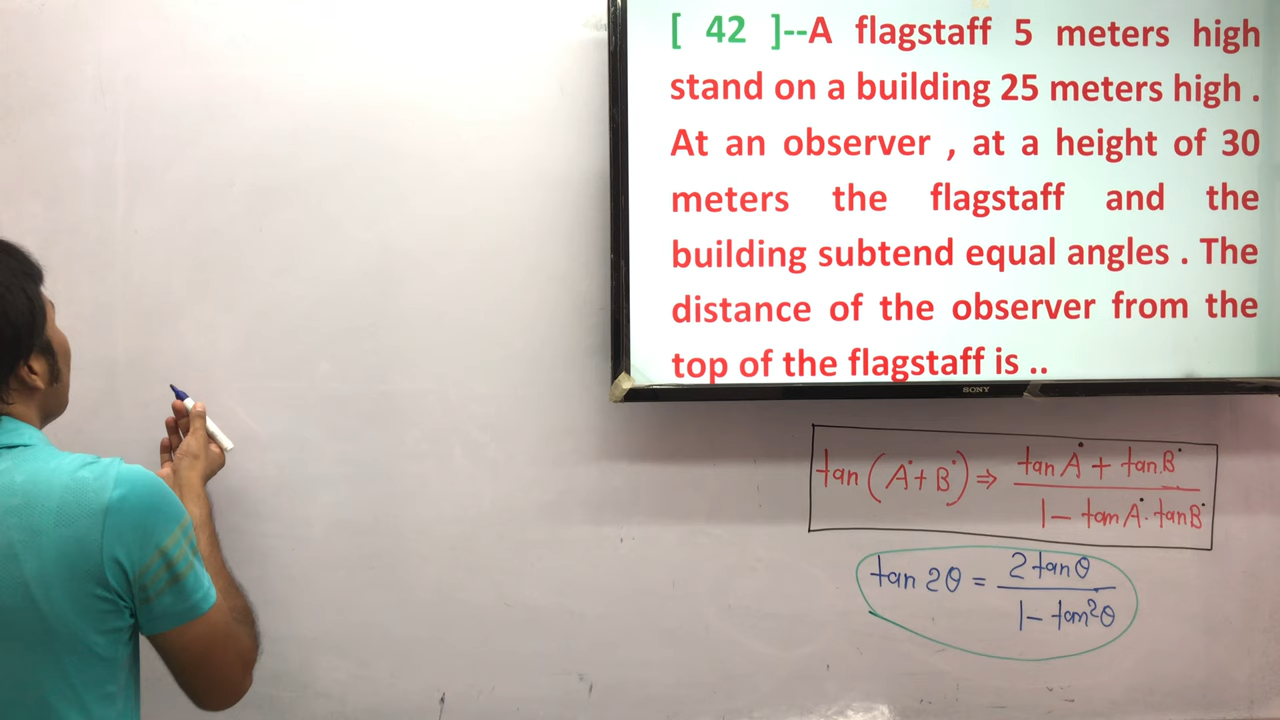 [ 42 ]--A flagstaff 5 meters high
stand on a building 25 meters high .
At an observer , at a height of 30
meters the flagstaff and the
building subtend equal angles . The
distance of the observer from the
top of the flagstaff is ..
SONY
tan (A+B) ⇒ tan A + tan B / 1 - tan A . tan B
tan 2θ = 2 tan θ / 1 - tan²θ